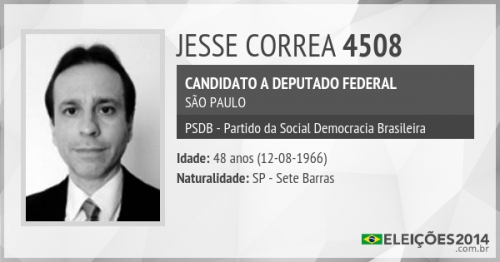 JESSE CORREA 4508
CANDIDATO A DEPUTADO FEDERAL
SÃO PAULO
PSDB - Partido da Social Democracia Brasileira
Idade: 48 anos (12-08-1966)
Naturalidade: SP - Sete Barras
ELEIÇÕES2014
.com.br